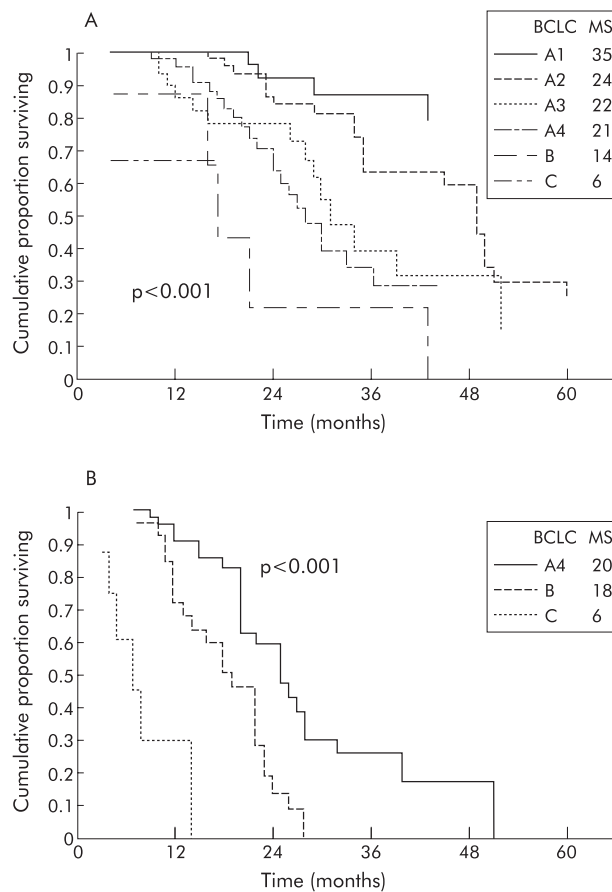 A
BCLC MS
A1 35
A2 24
A3 22
A4 21
B 14
C 6
1
0.9
0.8
0.7
0.6
0.5
0.4
0.3
0.2
0.1
0
Cumulative proportion surviving
p<0.001
0 12 24 36 48 60
Time (months)
B
BCLC MS
A4 20
B 18
C 6
1
0.9
0.8
0.7
0.6
0.5
0.4
0.3
0.2
0.1
0
Cumulative proportion surviving
p<0.001
12 24 36 48 60
Time (months)